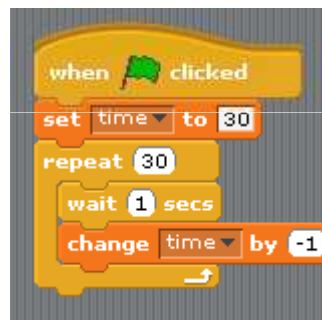 when clicked
set time to 30
repeat 30
wait 1 secs
change time by -1